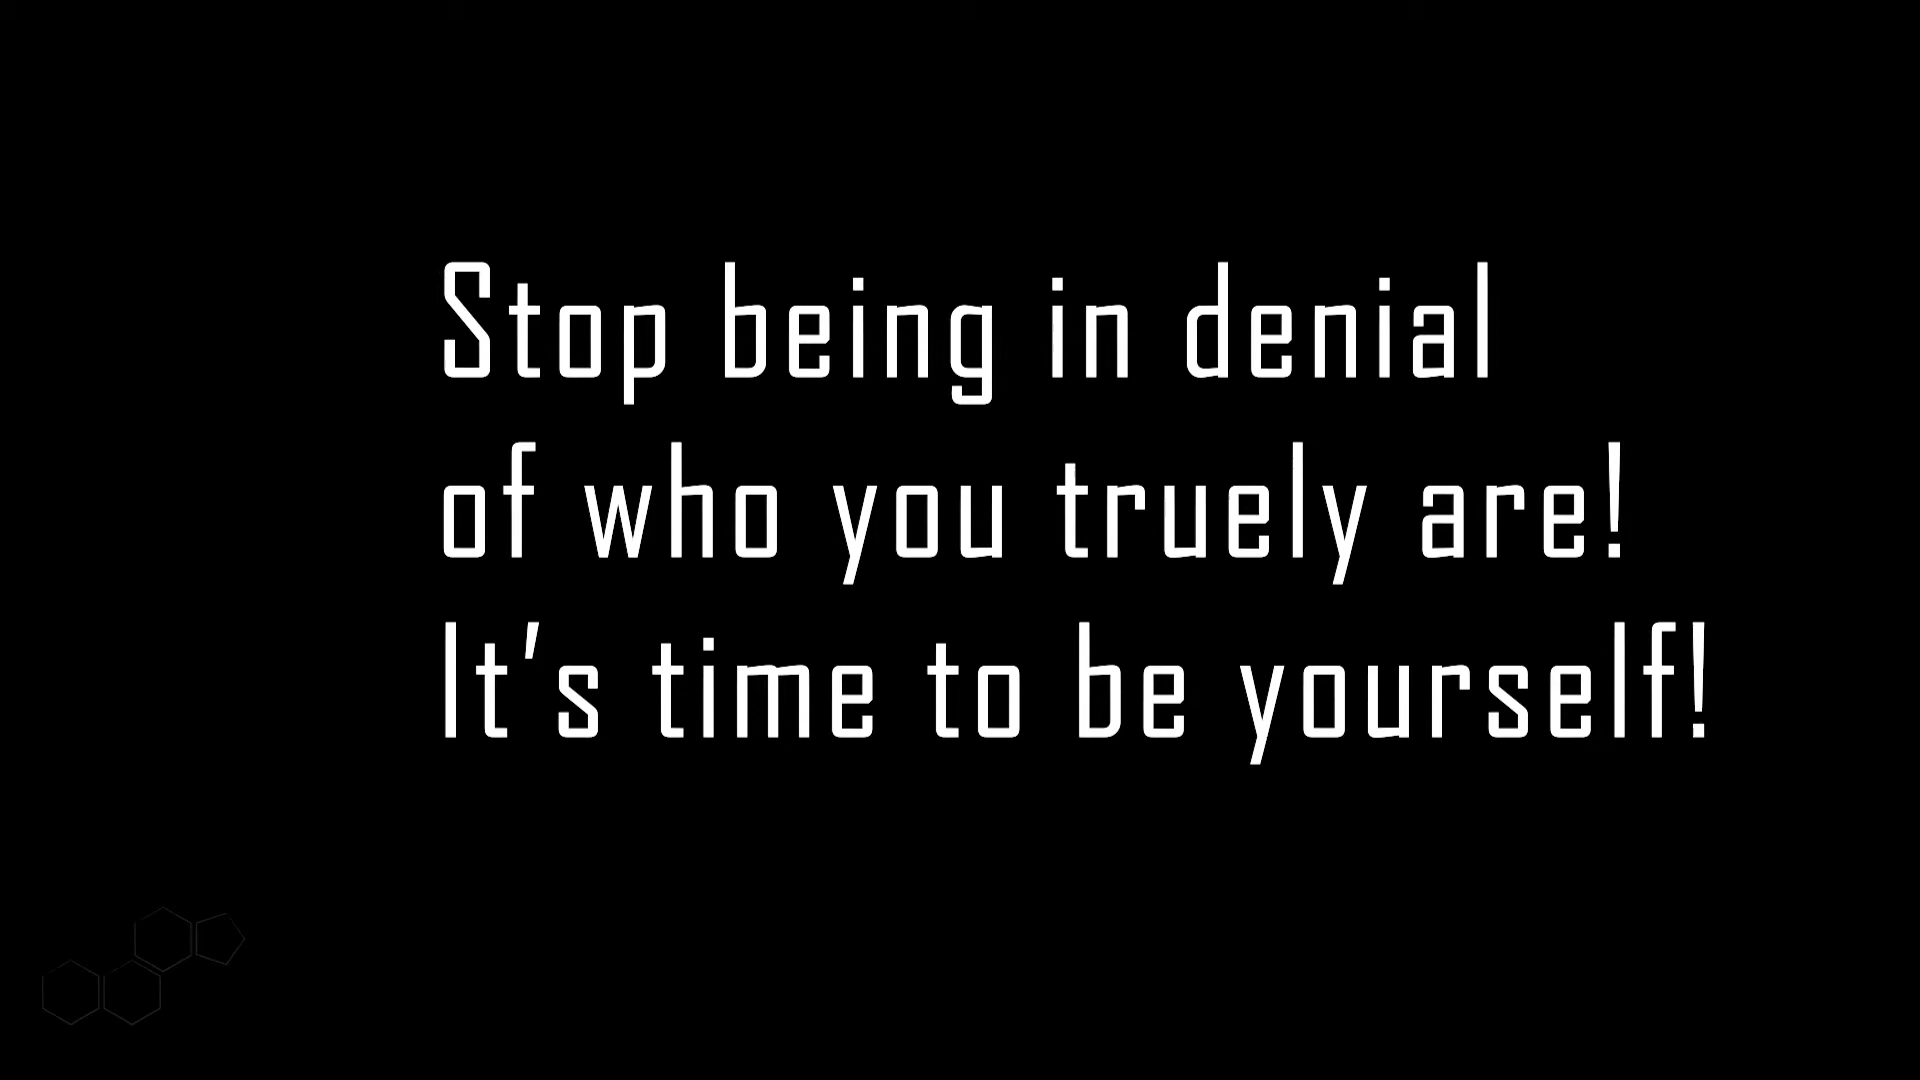 Stop being in denial
of who you truely are!
It's time to be yourself!